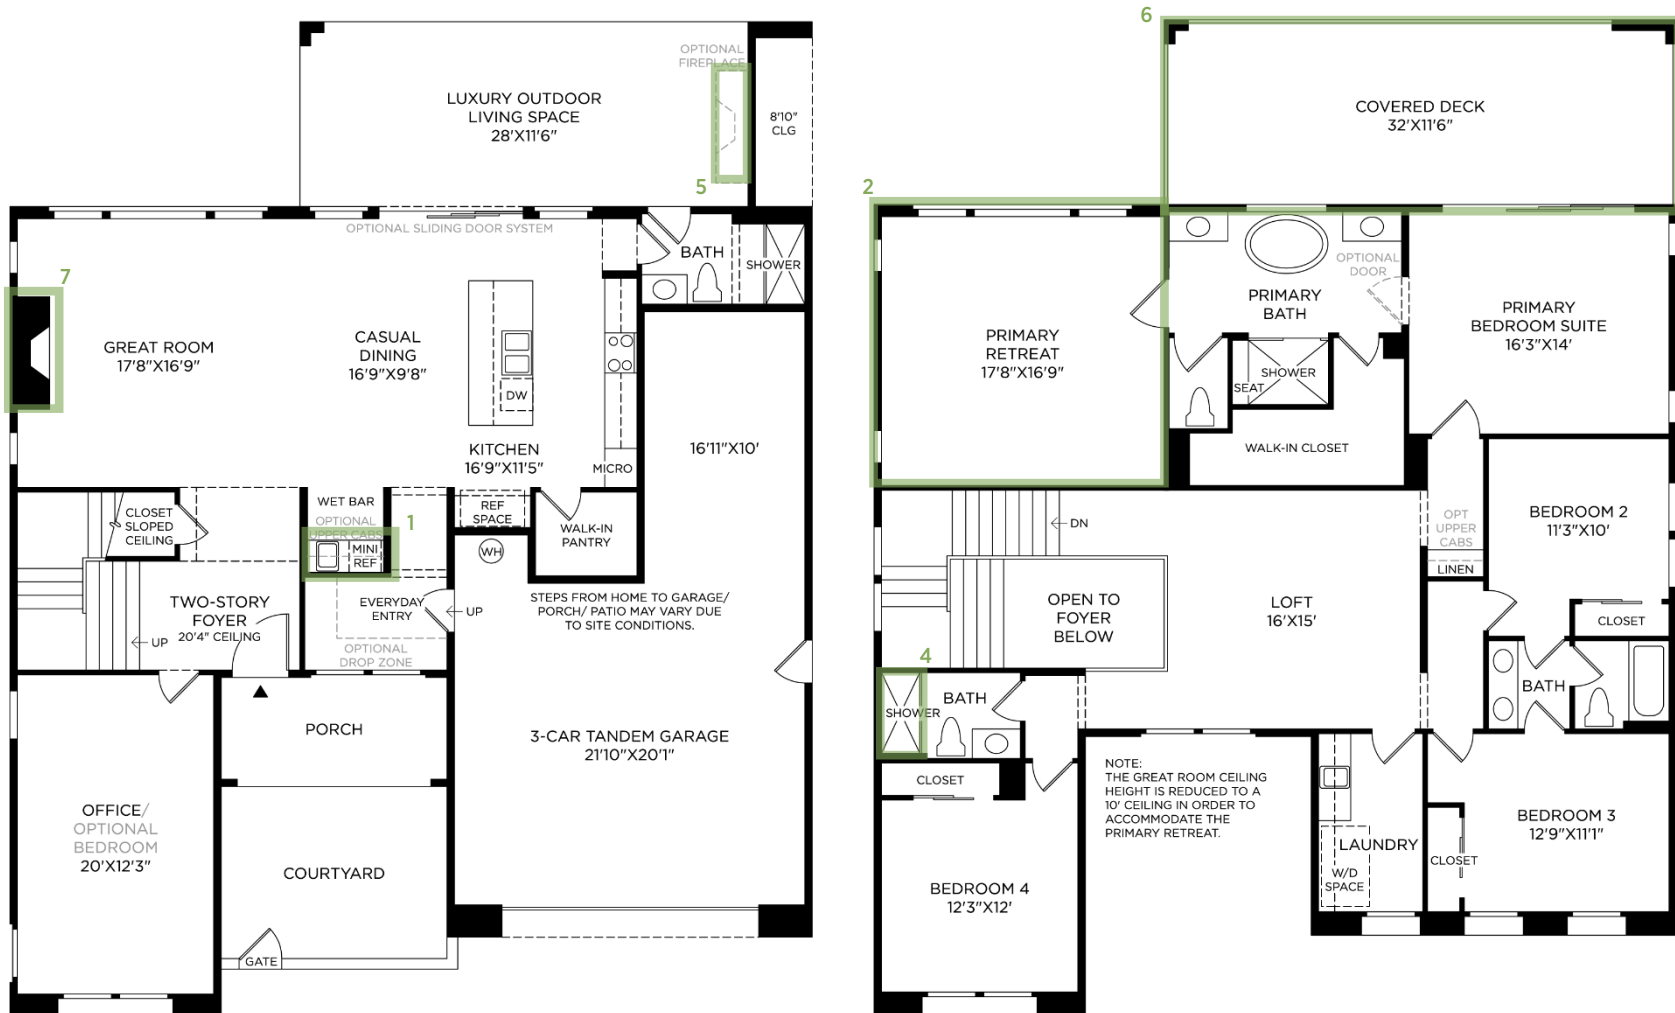 OPTIONAL
FIREPLACE
LUXURY OUTDOOR
LIVING SPACE
28'X11'6"
8'10"
CLG
5
OPTIONAL SLIDING DOOR SYSTEM
BATH
SHOWER
7
GREAT ROOM
17'8"X16'9"
CASUAL
DINING
16'9"X9'8"
DW
KITCHEN
16'9"X11'5"
MICRO
16'11"X10'
WET BAR
OPTIONAL
UPPER CABS
1
MINI
REF
REF
SPACE
WALK-IN
PANTRY
CLOSET
SLOPED
CEILING
WH
TWO-STORY
FOYER
20'4" CEILING
UP
EVERYDAY
ENTRY
UP
OPTIONAL
DROP ZONE
STEPS FROM HOME TO GARAGE/
PORCH/ PATIO MAY VARY DUE
TO SITE CONDITIONS.
PORCH
3-CAR TANDEM GARAGE
21'10"X20'1"
OFFICE/
OPTIONAL
BEDROOM
20'X12'3"
COURTYARD
GATE
6
COVERED DECK
32'X11'6"
2
PRIMARY
RETREAT
17'8"X16'9"
OPTIONAL
DOOR
PRIMARY
BATH
PRIMARY
BEDROOM SUITE
16'3"X14'
SEAT
SHOWER
WALK-IN CLOSET
DN
OPT
UPPER
CABS
LINEN
BEDROOM 2
11'3"X10'
OPEN TO
FOYER
BELOW
LOFT
16'X15'
CLOSET
4
SHOWER
BATH
BATH
CLOSET
NOTE:
THE GREAT ROOM CEILING
HEIGHT IS REDUCED TO A
10' CEILING IN ORDER TO
ACCOMMODATE THE
PRIMARY RETREAT.
LAUNDRY
W/D
SPACE
BEDROOM 3
12'9"X11'1"
CLOSET
BEDROOM 4
12'3"X12'